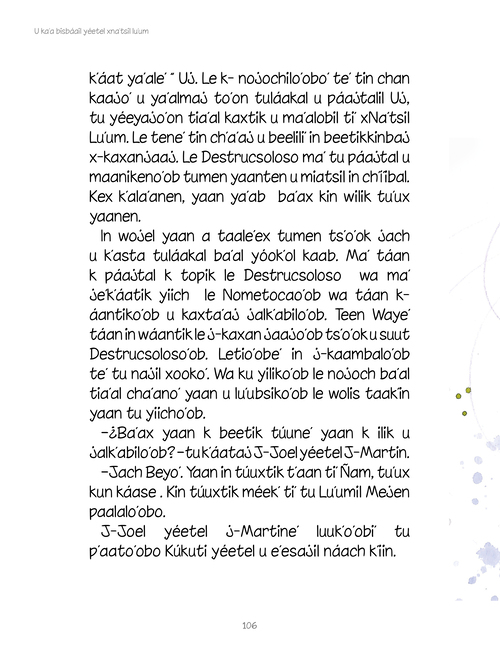 U ka'a bisbáail yéetel xna'tsil lu'um
k'áat ya'ale' ¨ Uj. Le k- nojochilo'obo' te' tin chan
kaajo' u ya'almaj to'on tuláakal u páajtalil Uj,
tu yéeyajo'on tia'al kaxtik u ma'alobil ti' xNa'tsil
Lu'um. Le tene' tin ch'a'aj u beelili' in beetikkinbaj
x-kaxanjaaj. Le Destrucsoloso ma' tu páajtal u
maanikeno'ob tumen yaanten u miatsil in ch'i'ibal.
Kex k'ala'anen, yaan ya'ab ba'ax kin wilik tu'ux
yaanen.
In wojel yaan a taale'ex tumen ts'o'ok jach
u k'asta tuláakal ba'al yóok'ol kaab. Ma' táan
k páajtal k topik le Destrucsoloso wa ma'
je'k'áatik yiich le Nometocao'ob wa táan k-
áantiko'ob u kaxta'aj jalk'abilo'ob. Teen Waye'
táan in wáantik le j-kaxan jaajo'ob ts'o'ok u suut
Destrucsoloso'ob. Letio'obe' in j-kaambalo'ob
te' tu najil xooko'. Wa ku yiliko'ob le nojoch ba'al
tia'al cha'ano' yaan u lu'ubsiko'ob le wolis taak'in
yaan tu yiicho'ob.
–¿Ba'ax yaan k beetik túune' yaan k ilik u
jalk'abilo'ob? –tu k'áataj J-Joel yéetel J-Martin.
–Jach Beyo'. Yaan in túuxtik t'aan ti' Ñam, tu'ux
kun káase . Kin túuxtik méek' ti' tu Lu'umil Mejen
paalalo'obo.
J-Joel yéetel j-Martine' luuk'o'obi' tu
p'aato'obo Kúkuti yéetel u e'esajil náach k'iin.
106